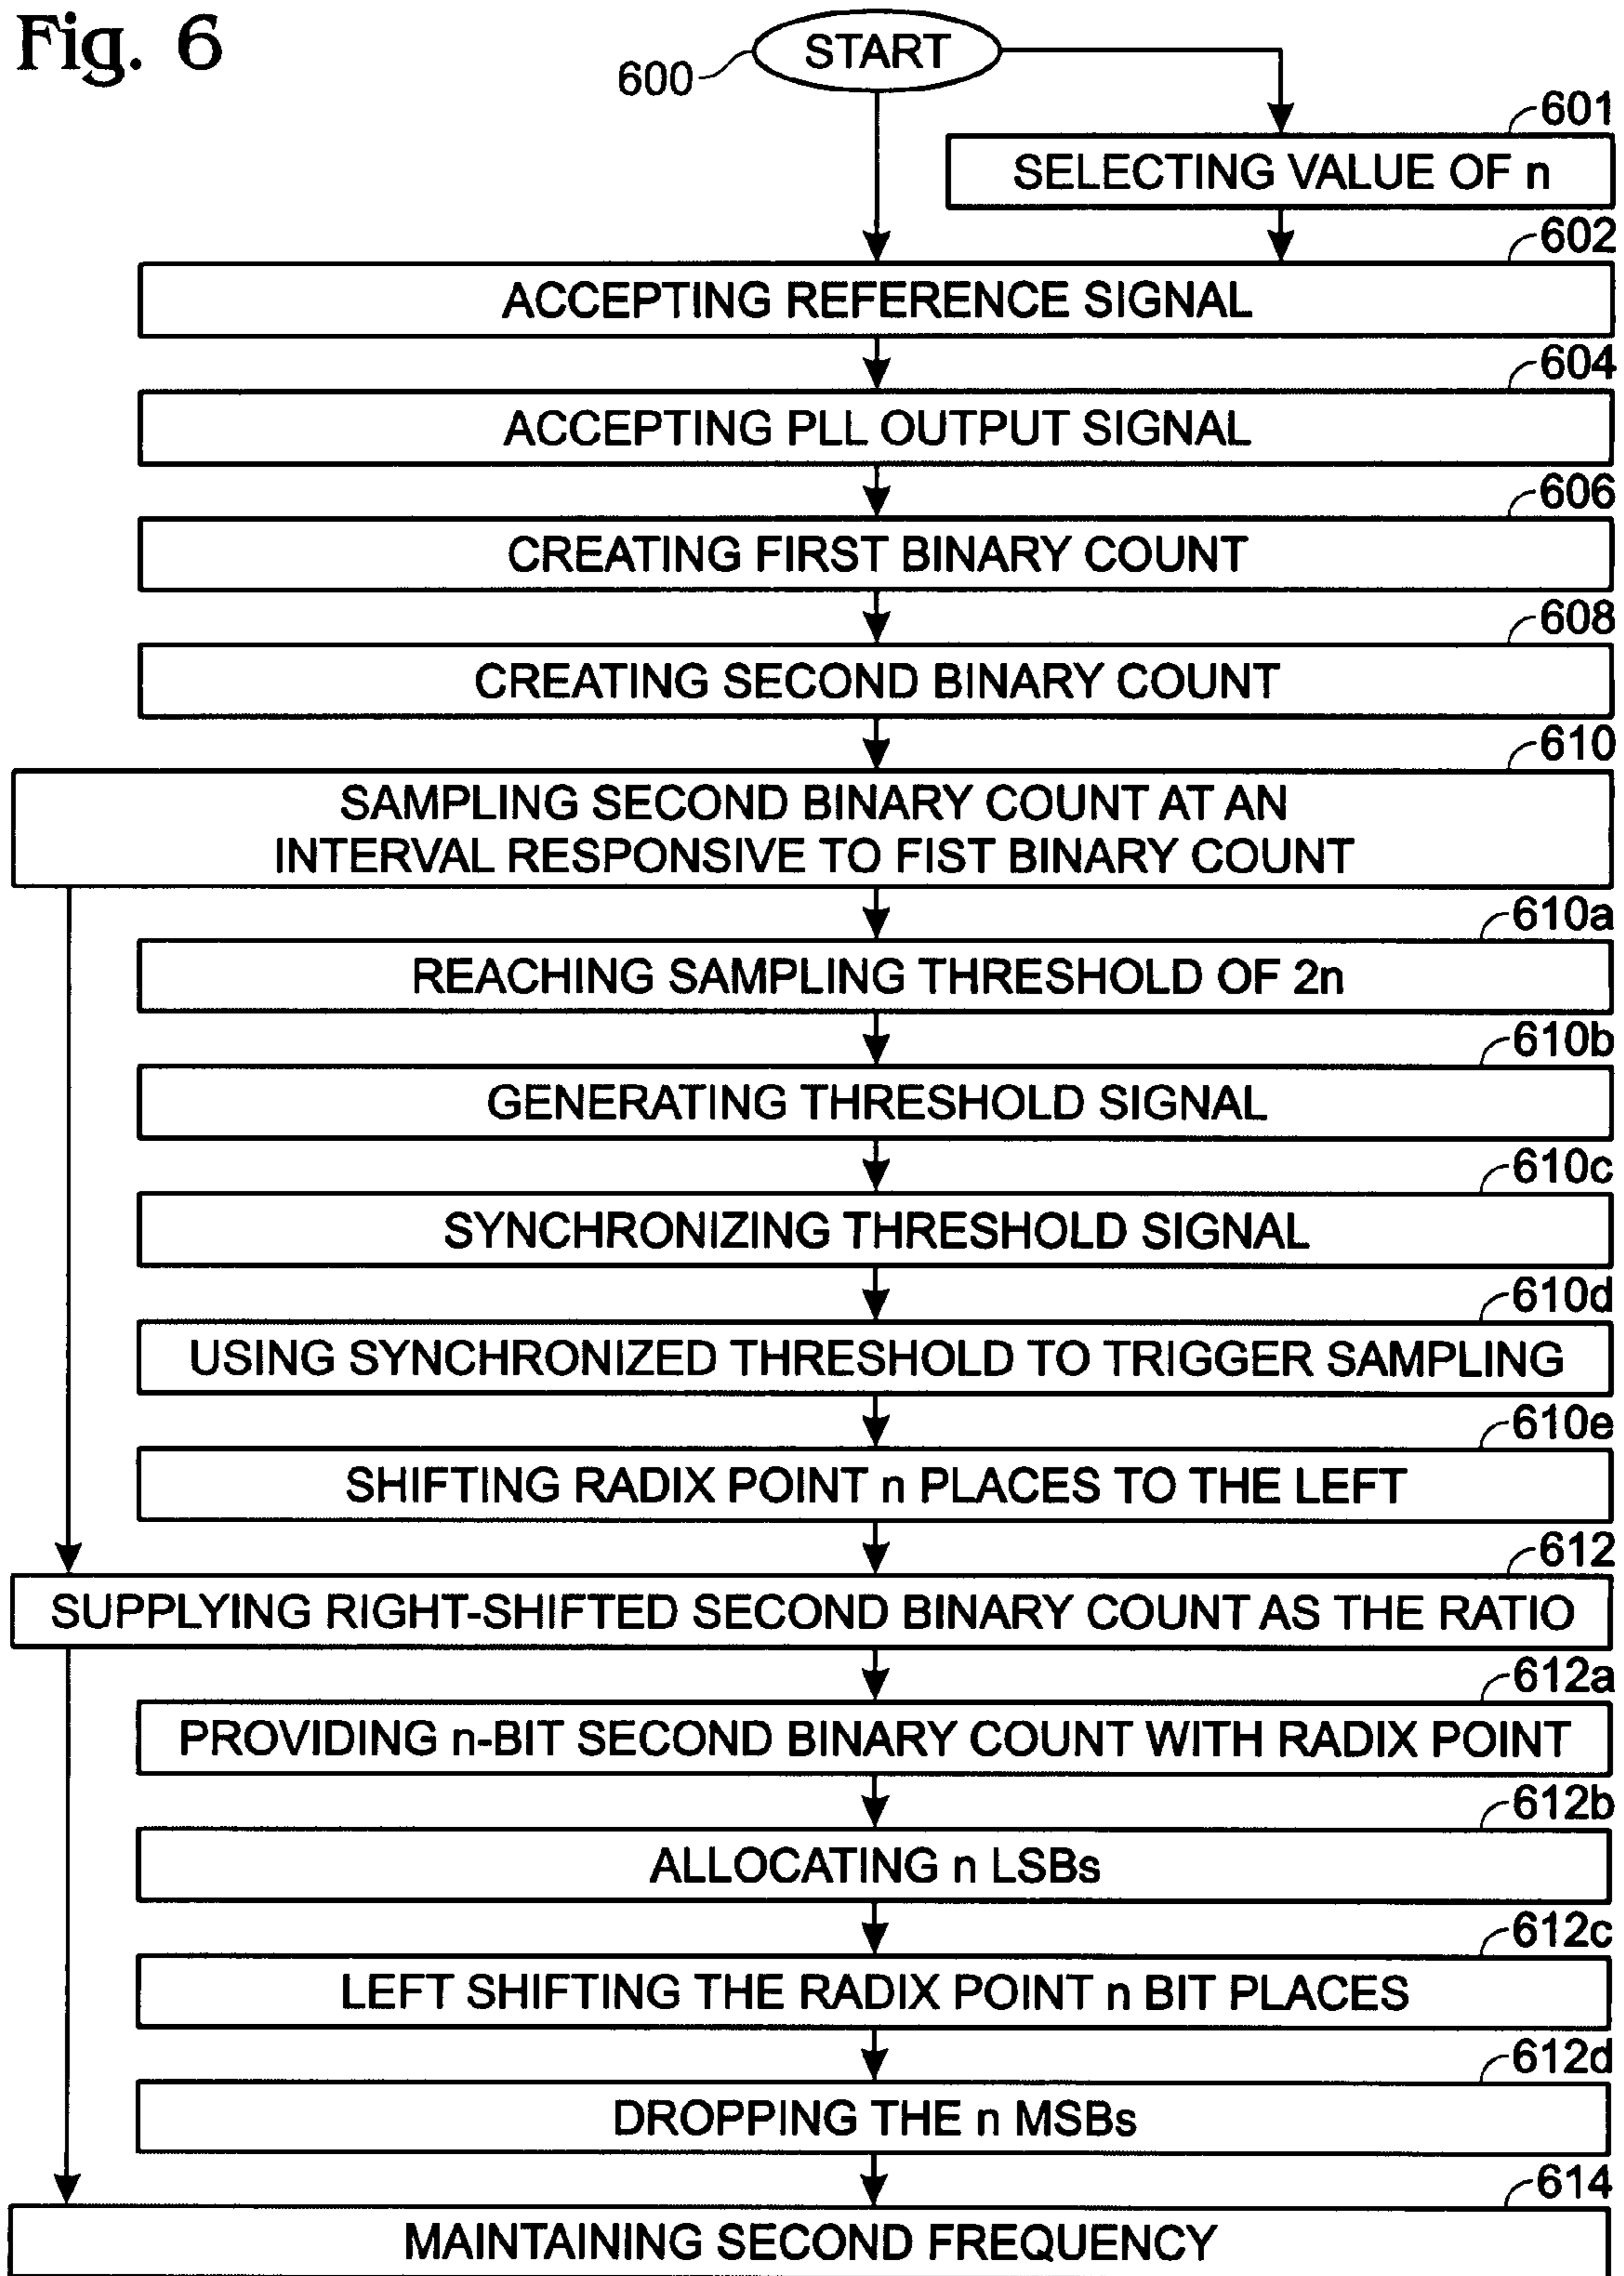 Fig. 6
START
600
601
SELECTING VALUE OF n
602
ACCEPTING REFERENCE SIGNAL
604
ACCEPTING PLL OUTPUT SIGNAL
606
CREATING FIRST BINARY COUNT
608
CREATING SECOND BINARY COUNT
610
SAMPLING SECOND BINARY COUNT AT AN
INTERVAL RESPONSIVE TO FIST BINARY COUNT
610a
REACHING SAMPLING THRESHOLD OF 2n
610b
GENERATING THRESHOLD SIGNAL
610c
SYNCHRONIZING THRESHOLD SIGNAL
610d
USING SYNCHRONIZED THRESHOLD TO TRIGGER SAMPLING
610e
SHIFTING RADIX POINT n PLACES TO THE LEFT
612
SUPPLYING RIGHT-SHIFTED SECOND BINARY COUNT AS THE RATIO
612a
PROVIDING n-BIT SECOND BINARY COUNT WITH RADIX POINT
612b
ALLOCATING n LSBs
612c
LEFT SHIFTING THE RADIX POINT n BIT PLACES
612d
DROPPING THE n MSBs
614
MAINTAINING SECOND FREQUENCY